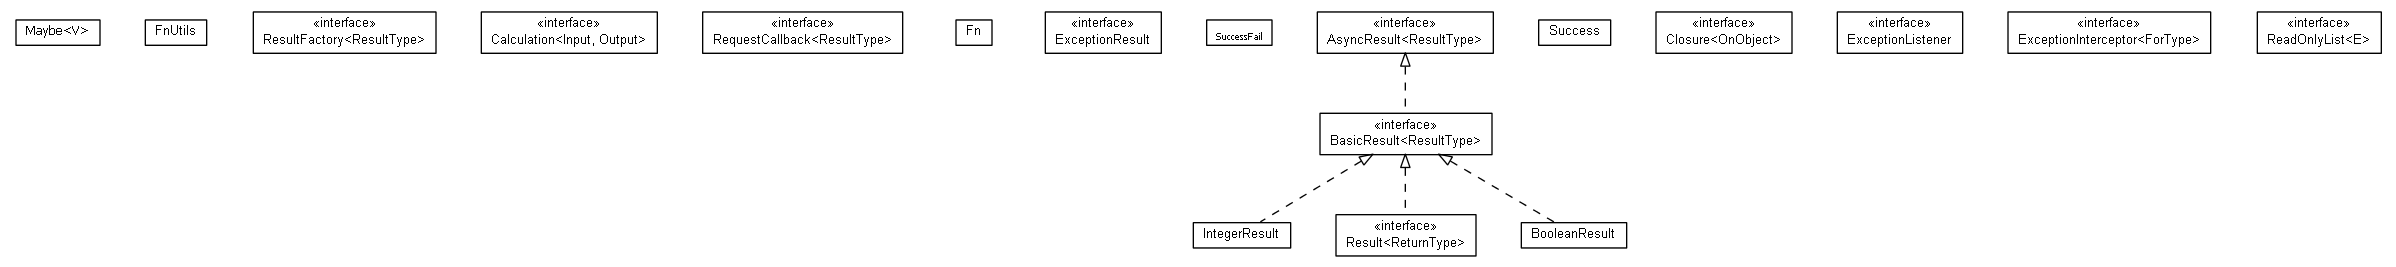 Maybe<V>
FnUtils
«interface»
ResultFactory<ResultType>
«interface»
Calculation<Input, Output>
«interface»
RequestCallback<ResultType>
Fn
«interface»
ExceptionResult
SuccessFail
«interface»
AsyncResult<ResultType>
Success
«interface»
Closure<OnObject>
«interface»
ExceptionListener
«interface»
ExceptionInterceptor<ForType>
«interface»
ReadOnlyList<E>
«interface»
BasicResult<ResultType>
IntegerResult
«interface»
Result<ReturnType>
BooleanResult